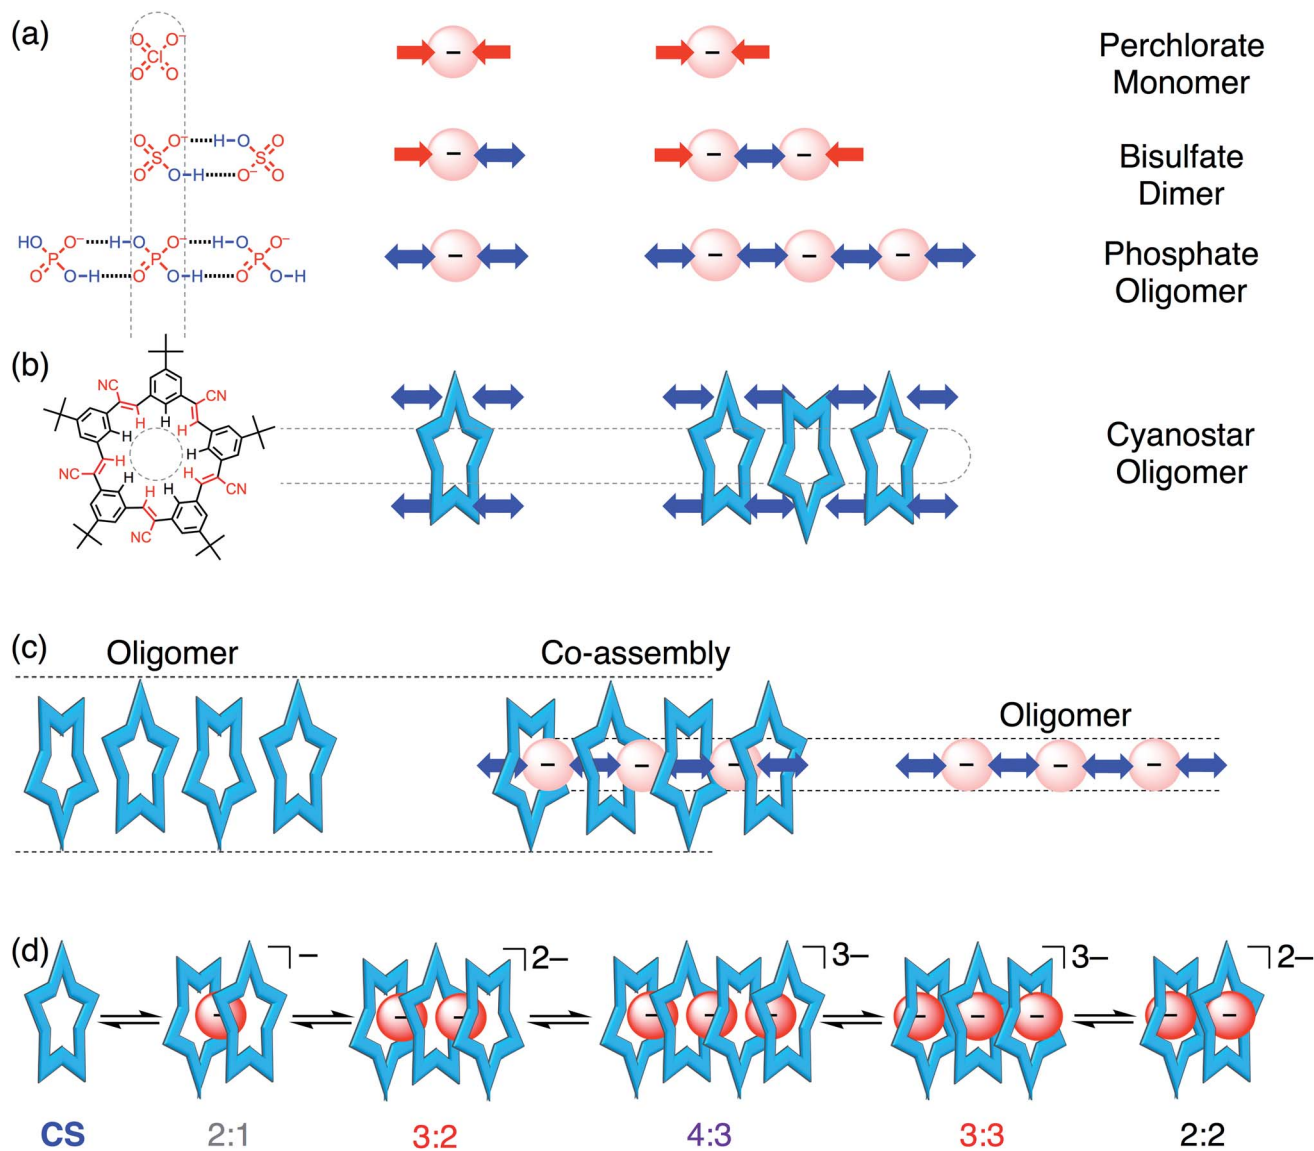 (a)
O O–
Cl
O O
– –
Perchlorate
Monomer
O O– H–O O
S S
O O–H O– O
– – –
Bisulfate
Dimer
HO O– H–O O– H–O O–
P P P
O O–H O O–H O O–H
– – – –
Phosphate
Oligomer
(b)
NC CN
H H H
H H
NC H H
H H H CN
NC
Cyanostar
Oligomer
(c)
Oligomer Co-assembly
Oligomer
– – – – – –
(d)
– 2– 3– 3– 2–
– – – – – – – – – – –
CS 2:1 3:2 4:3 3:3 2:2